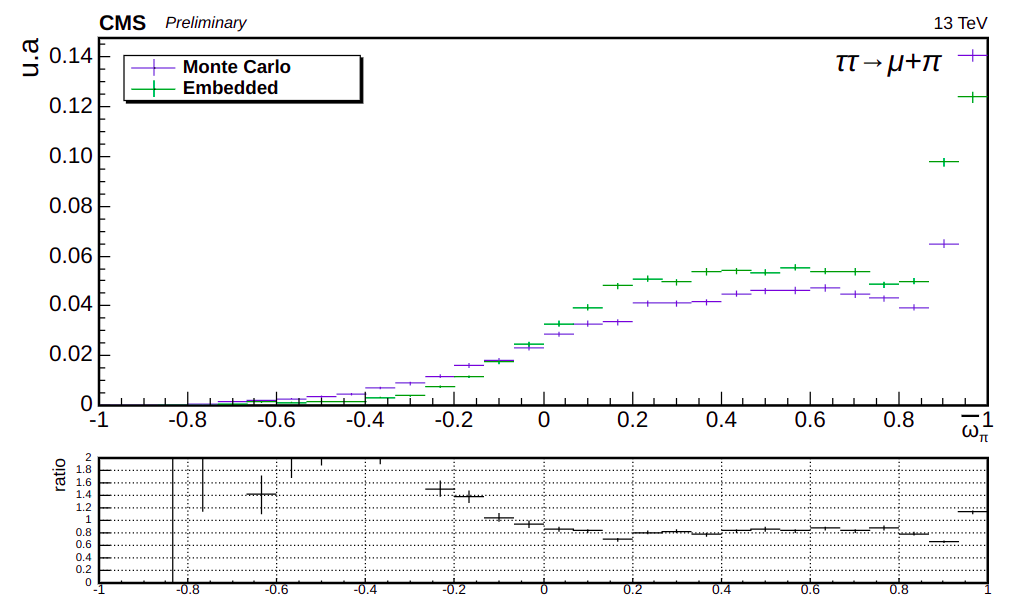 CMS Preliminary 13 TeV
u.a
Monte Carlo
Embedded
ττ→μ+π
0.14
0.12
0.10
0.08
0.06
0.04
0.02
0
-1 -0.8 -0.6 -0.4 -0.2 0 0.2 0.4 0.6 0.8 1
ω̅π
ratio
2
1.8
1.6
1.4
1.2
1
0.8
0.6
0.4
0.2
0
-1 -0.8 -0.6 -0.4 -0.2 0 0.2 0.4 0.6 0.8 1